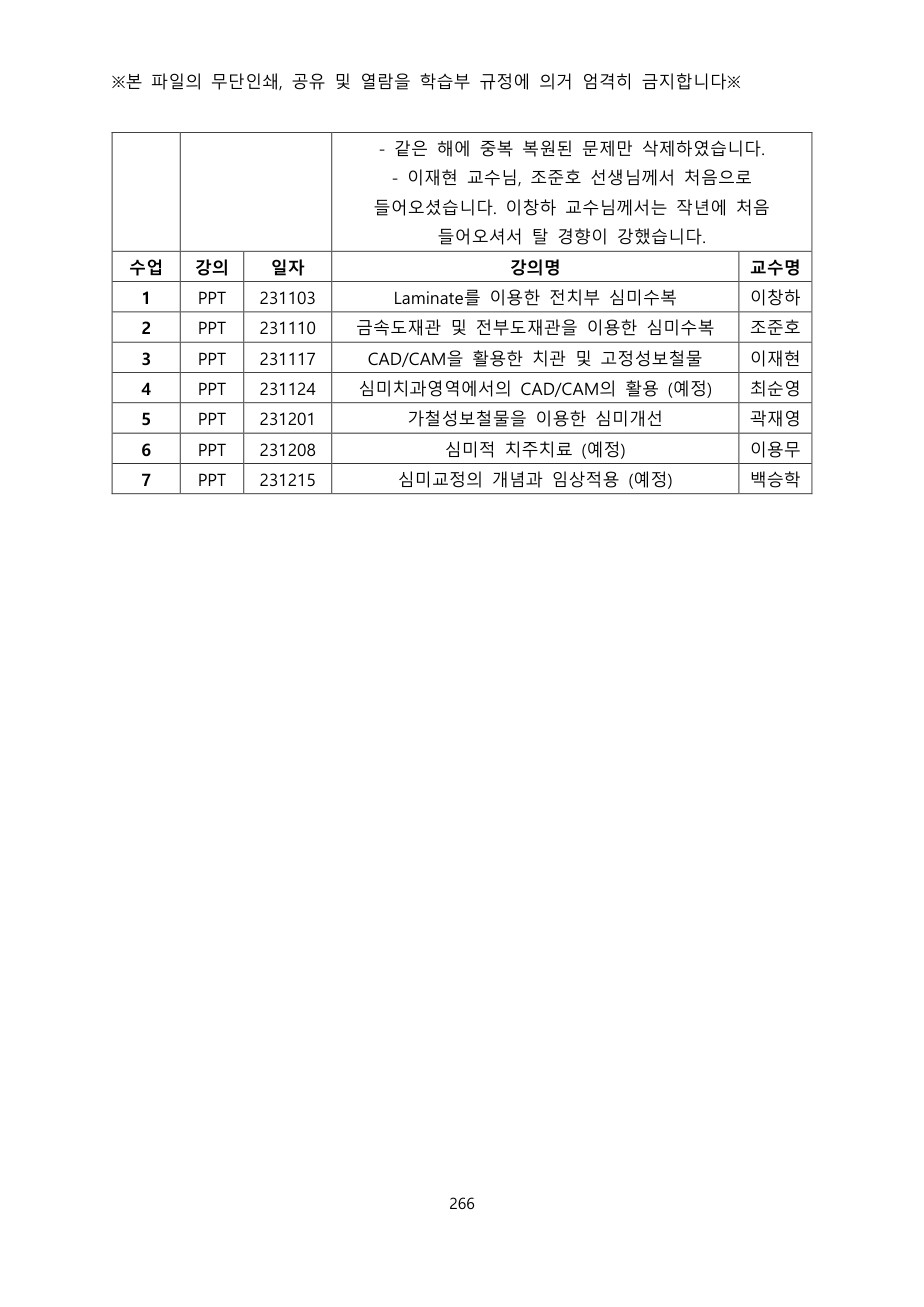 ※본 파일의 무단인쇄, 공유 및 열람을 학습부 규정에 의거 엄격히 금지합니다※
- 같은 해에 중복 복원된 문제만 삭제하였습니다.
- 이재현 교수님, 조준호 선생님께서 처음으로
들어오셨습니다. 이창하 교수님께서는 작년에 처음
들어오셔서 탈 경향이 강했습니다.
수업 강의 일자 강의명 교수명
1 PPT 231103 Laminate를 이용한 전치부 심미수복 이창하
2 PPT 231110 금속도재관 및 전부도재관을 이용한 심미수복 조준호
3 PPT 231117 CAD/CAM을 활용한 치관 및 고정성보철물 이재현
4 PPT 231124 심미치과영역에서의 CAD/CAM의 활용 (예정) 최순영
5 PPT 231201 가철성보철물을 이용한 심미개선 곽재영
6 PPT 231208 심미적 치주치료 (예정) 이용무
7 PPT 231215 심미교정의 개념과 임상적용 (예정) 백승학
266